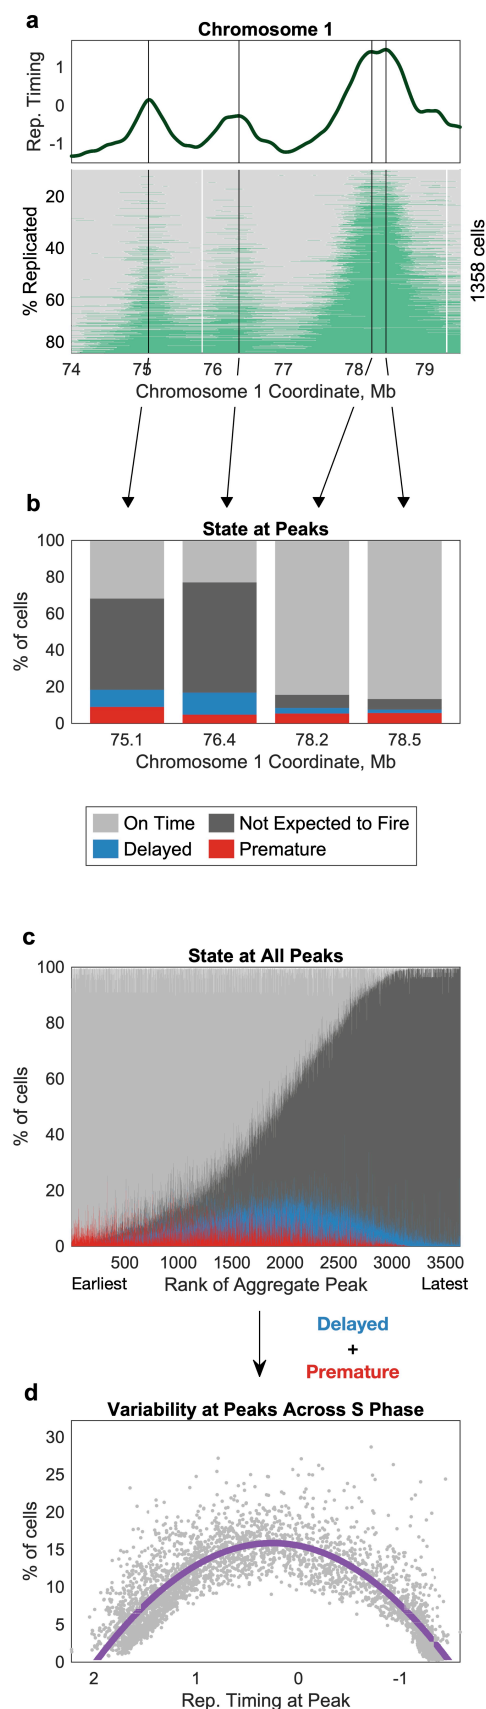 a
Chromosome 1
Rep. Timing
1
0
-1
% Replicated
20
40
60
80
1358 cells
74 75 76 77 78 79
Chromosome 1 Coordinate, Mb
b
State at Peaks
% of cells
100
80
60
40
20
0
75.1 76.4 78.2 78.5
Chromosome 1 Coordinate, Mb
On Time Not Expected to Fire
Delayed Premature
c
State at All Peaks
% of cells
100
80
60
40
20
0
500 1000 1500 2000 2500 3000 3500
Earliest Rank of Aggregate Peak Latest
Delayed
+
Premature
d
Variability at Peaks Across S Phase
% of cells
30
25
20
15
10
5
0
2 1 0 -1
Rep. Timing at Peak